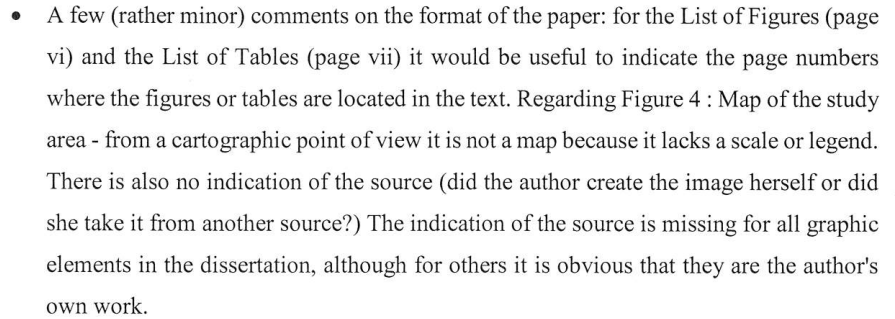 • A few (rather minor) comments on the format of the paper: for the List of Figures (page
vi) and the List of Tables (page vii) it would be useful to indicate the page numbers
where the figures or tables are located in the text. Regarding Figure 4 : Map of the study
area - from a cartographic point of view it is not a map because it lacks a scale or legend.
There is also no indication of the source (did the author create the image herself or did
she take it from another source?) The indication of the source is missing for all graphic
elements in the dissertation, although for others it is obvious that they are the author's
own work.